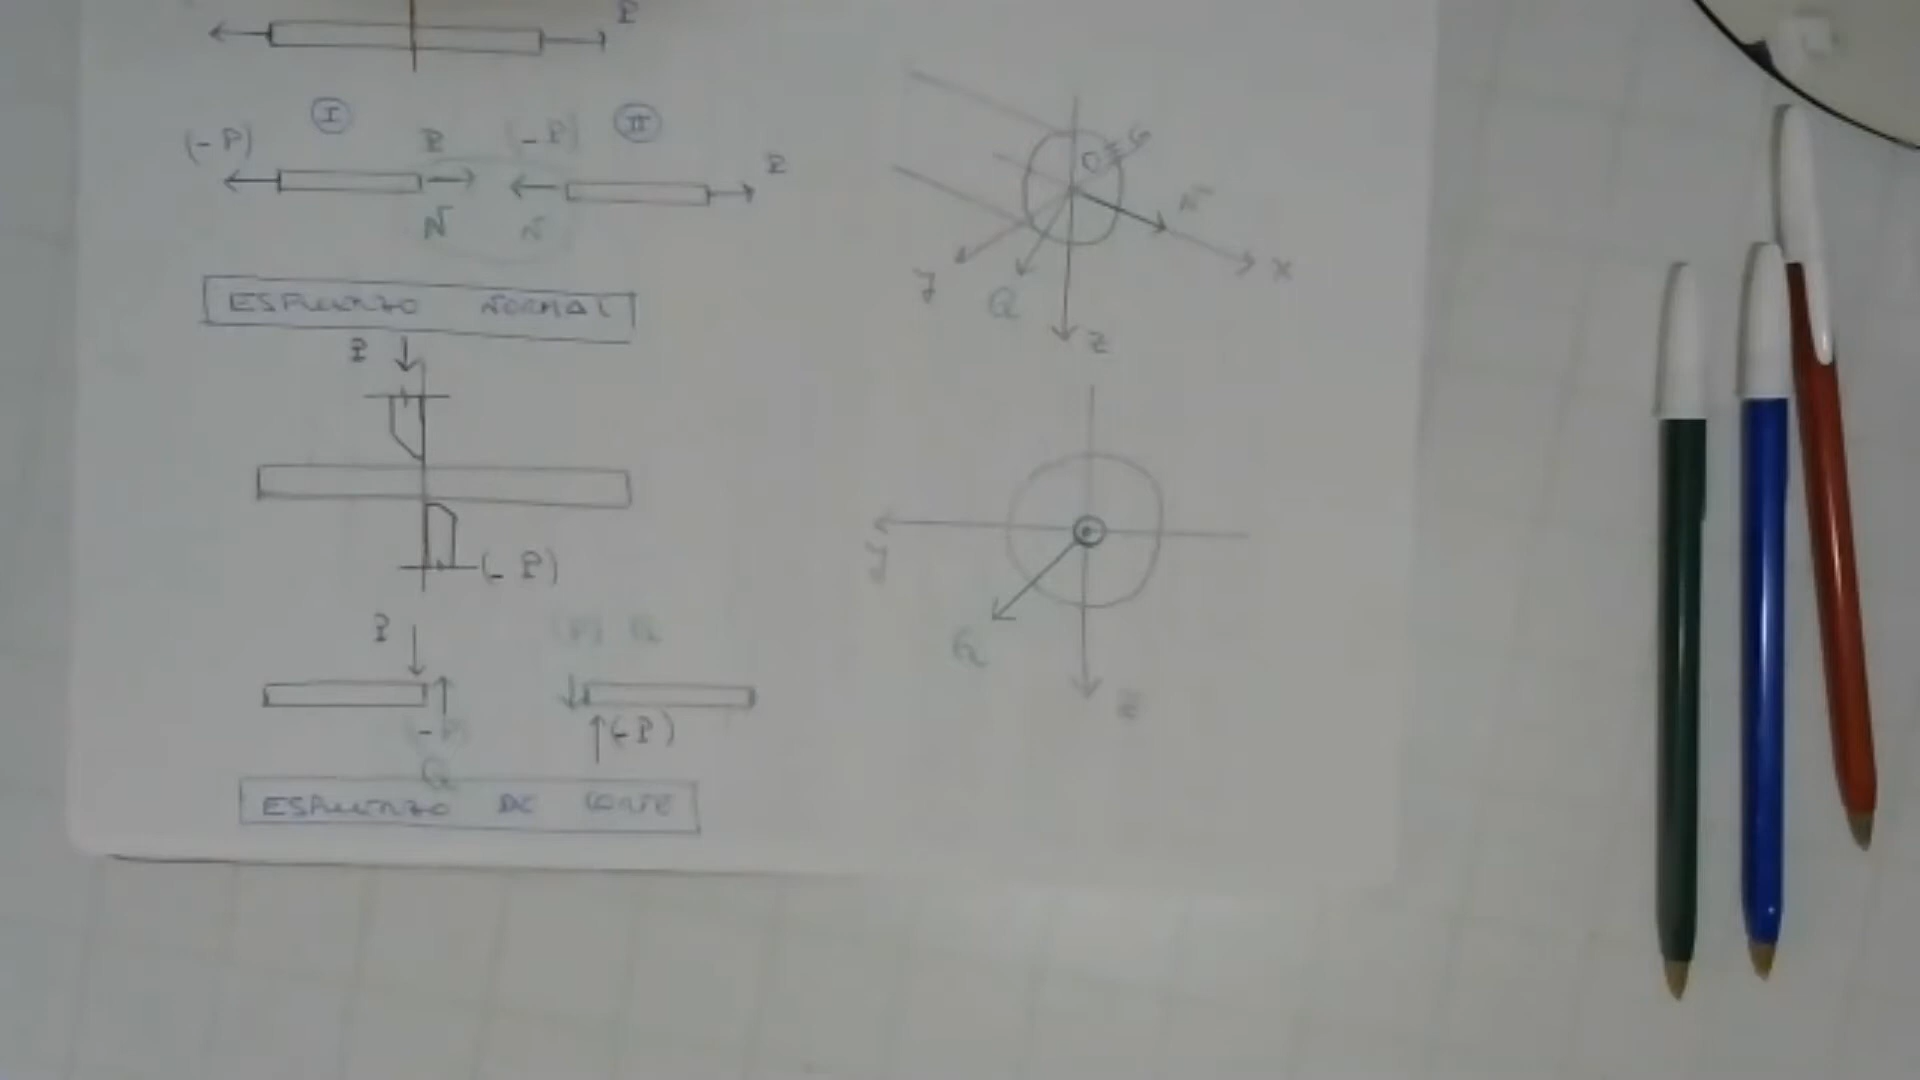 P
I II
(-P) P (-P) P
N N
ESFUERZO NORMAL
P
(-P)
P (P) Q
(-P) (-P)
Q
ESFUERZO DE CORTE
O≡G
N
X
y
Q
Z
y
Q
Z